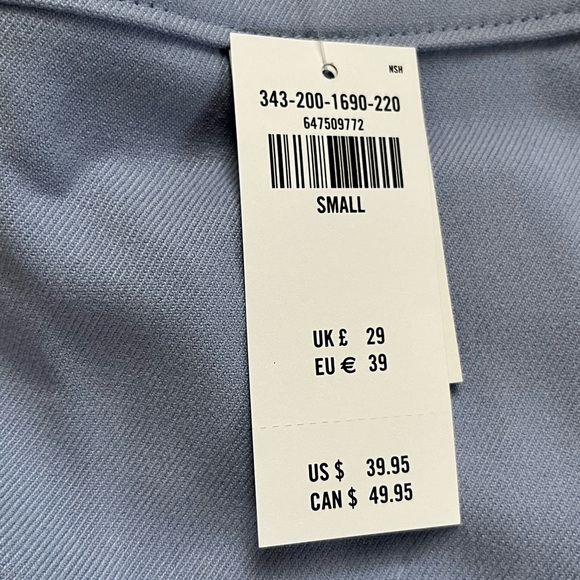 NSH
343-200-1690-220
647509772
SMALL
UK £ 29
EU € 39
US $ 39.95
CAN $ 49.95